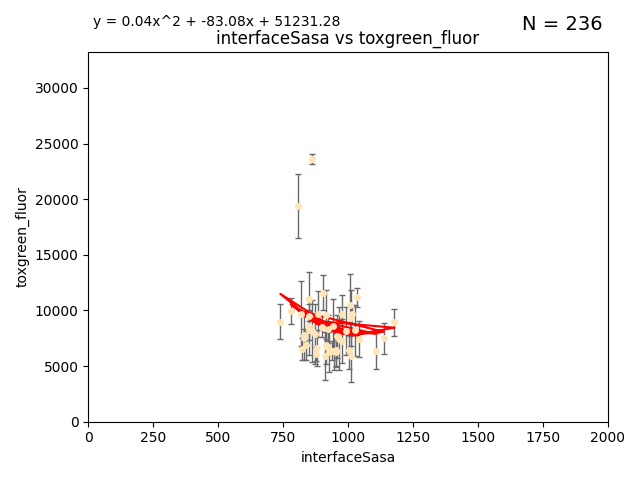 y = 0.04x^2 + -83.08x + 51231.28
N = 236
interfaceSasa vs toxgreen_fluor
30000
25000
20000
15000
10000
5000
0
toxgreen_fluor
0 250 500 750 1000 1250 1500 1750 2000
interfaceSasa